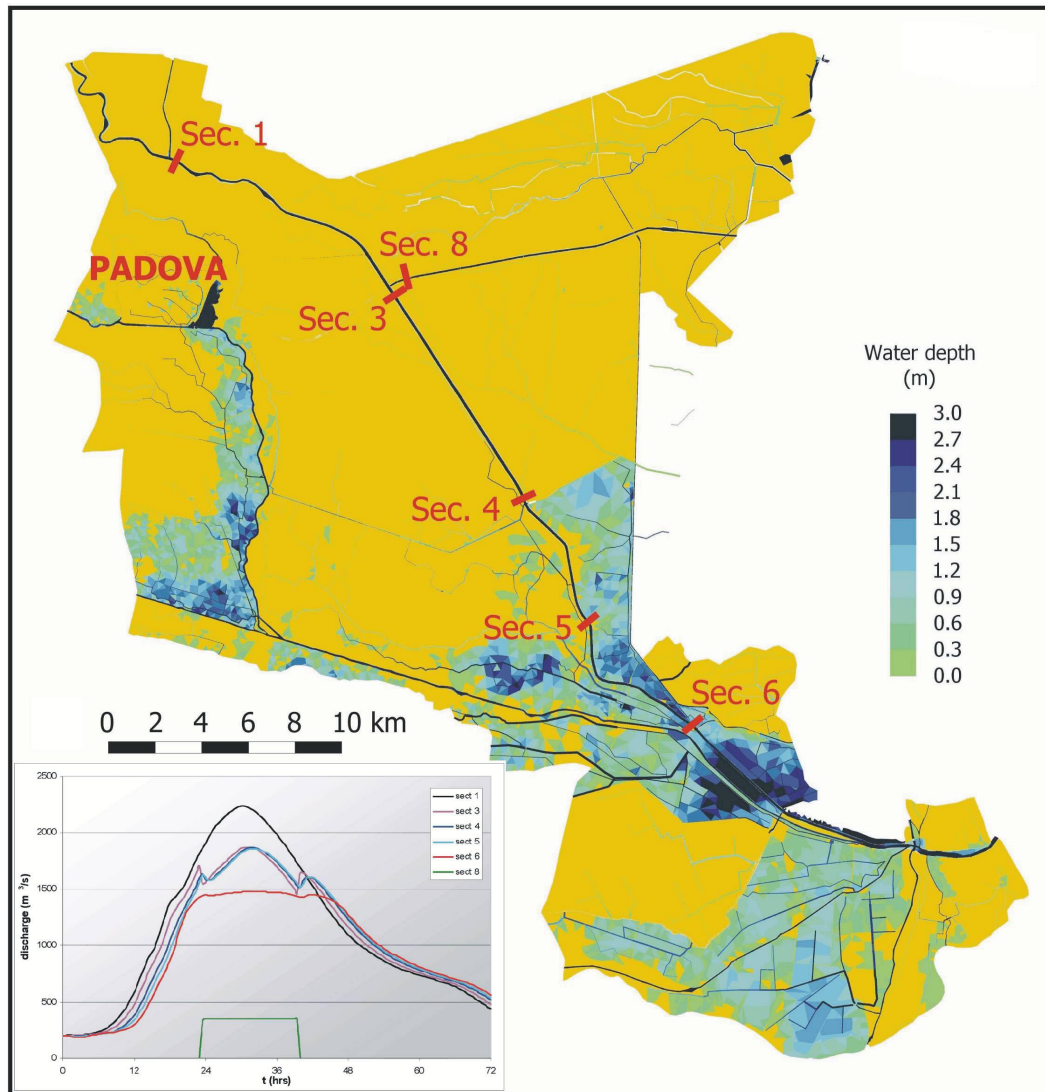 Sec. 1
Sec. 8
PADOVA
Sec. 3
Water depth
(m)
3.0
2.7
2.4
2.1
1.8
1.5
1.2
0.9
0.6
0.3
0.0
Sec. 4
Sec. 5
Sec. 6
0 2 4 6 8 10 km
2500
2000
1500
1000
500
0
discharge (m ³/s)
sect 1
sect 3
sect 4
sect 5
sect 6
sect 8
0 12 24 36 48 60 72
t (hrs)